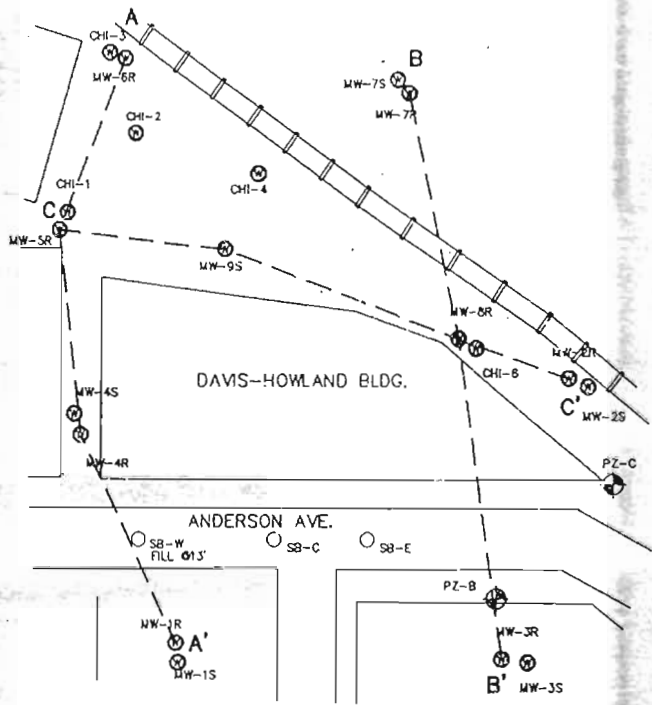 A
CHI-3
MW-6R
B
MW-7S
MW-7R
CHI-2
CHI-4
CHI-1
C
MW-5R
MW-9S
MW-8R
CHI-6
MW-2R
C'
MW-2S
DAVIS-HOWLAND BLDG.
MW-4S
MW-4R
PZ-C
ANDERSON AVE.
SB-W
FILL @13'
SB-C
SB-E
PZ-B
MW-1R
A'
MW-1S
MW-3R
B'
MW-3S